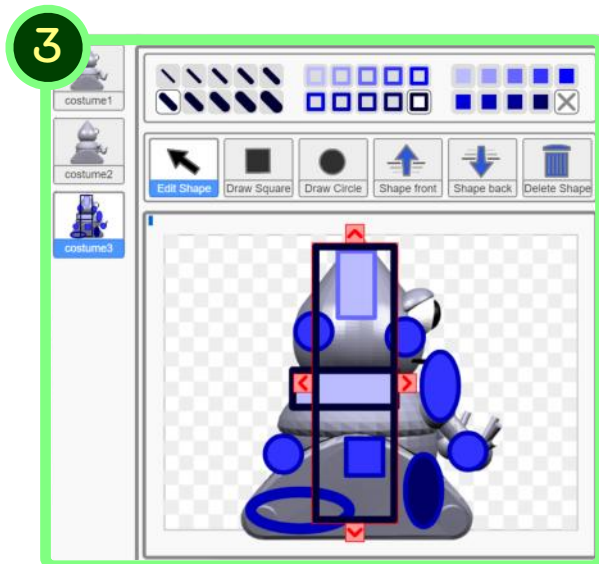 3
costume1
costume2
costume3
Edit Shape
Draw Square
Draw Circle
Shape front
Shape back
Delete Shape